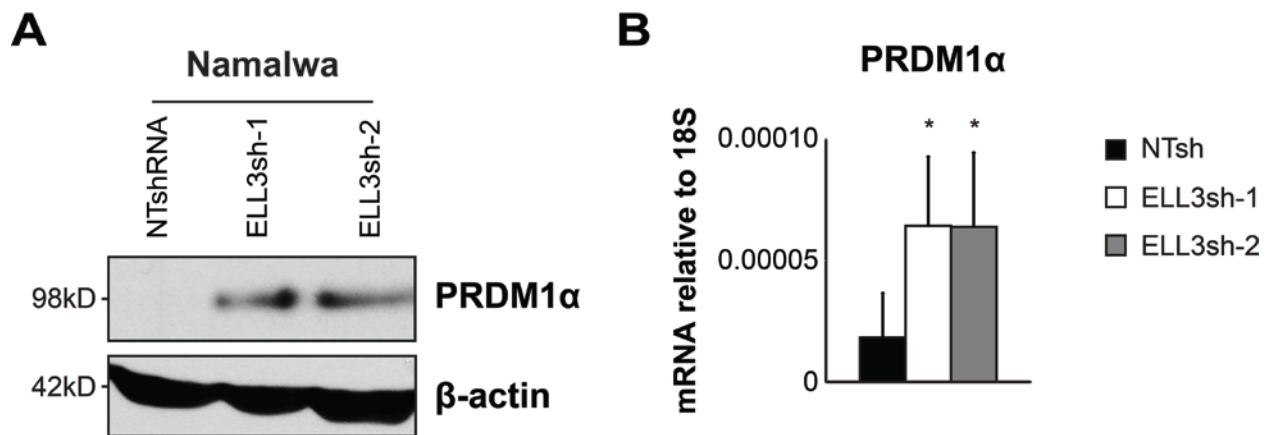 A
Namalwa
NTshRNA
ELL3sh-1
ELL3sh-2
98kD
PRDM1α
42kD
β-actin
B
PRDM1α
mRNA relative to 18S
0.00010
0.00005
0
* *
NTsh
ELL3sh-1
ELL3sh-2